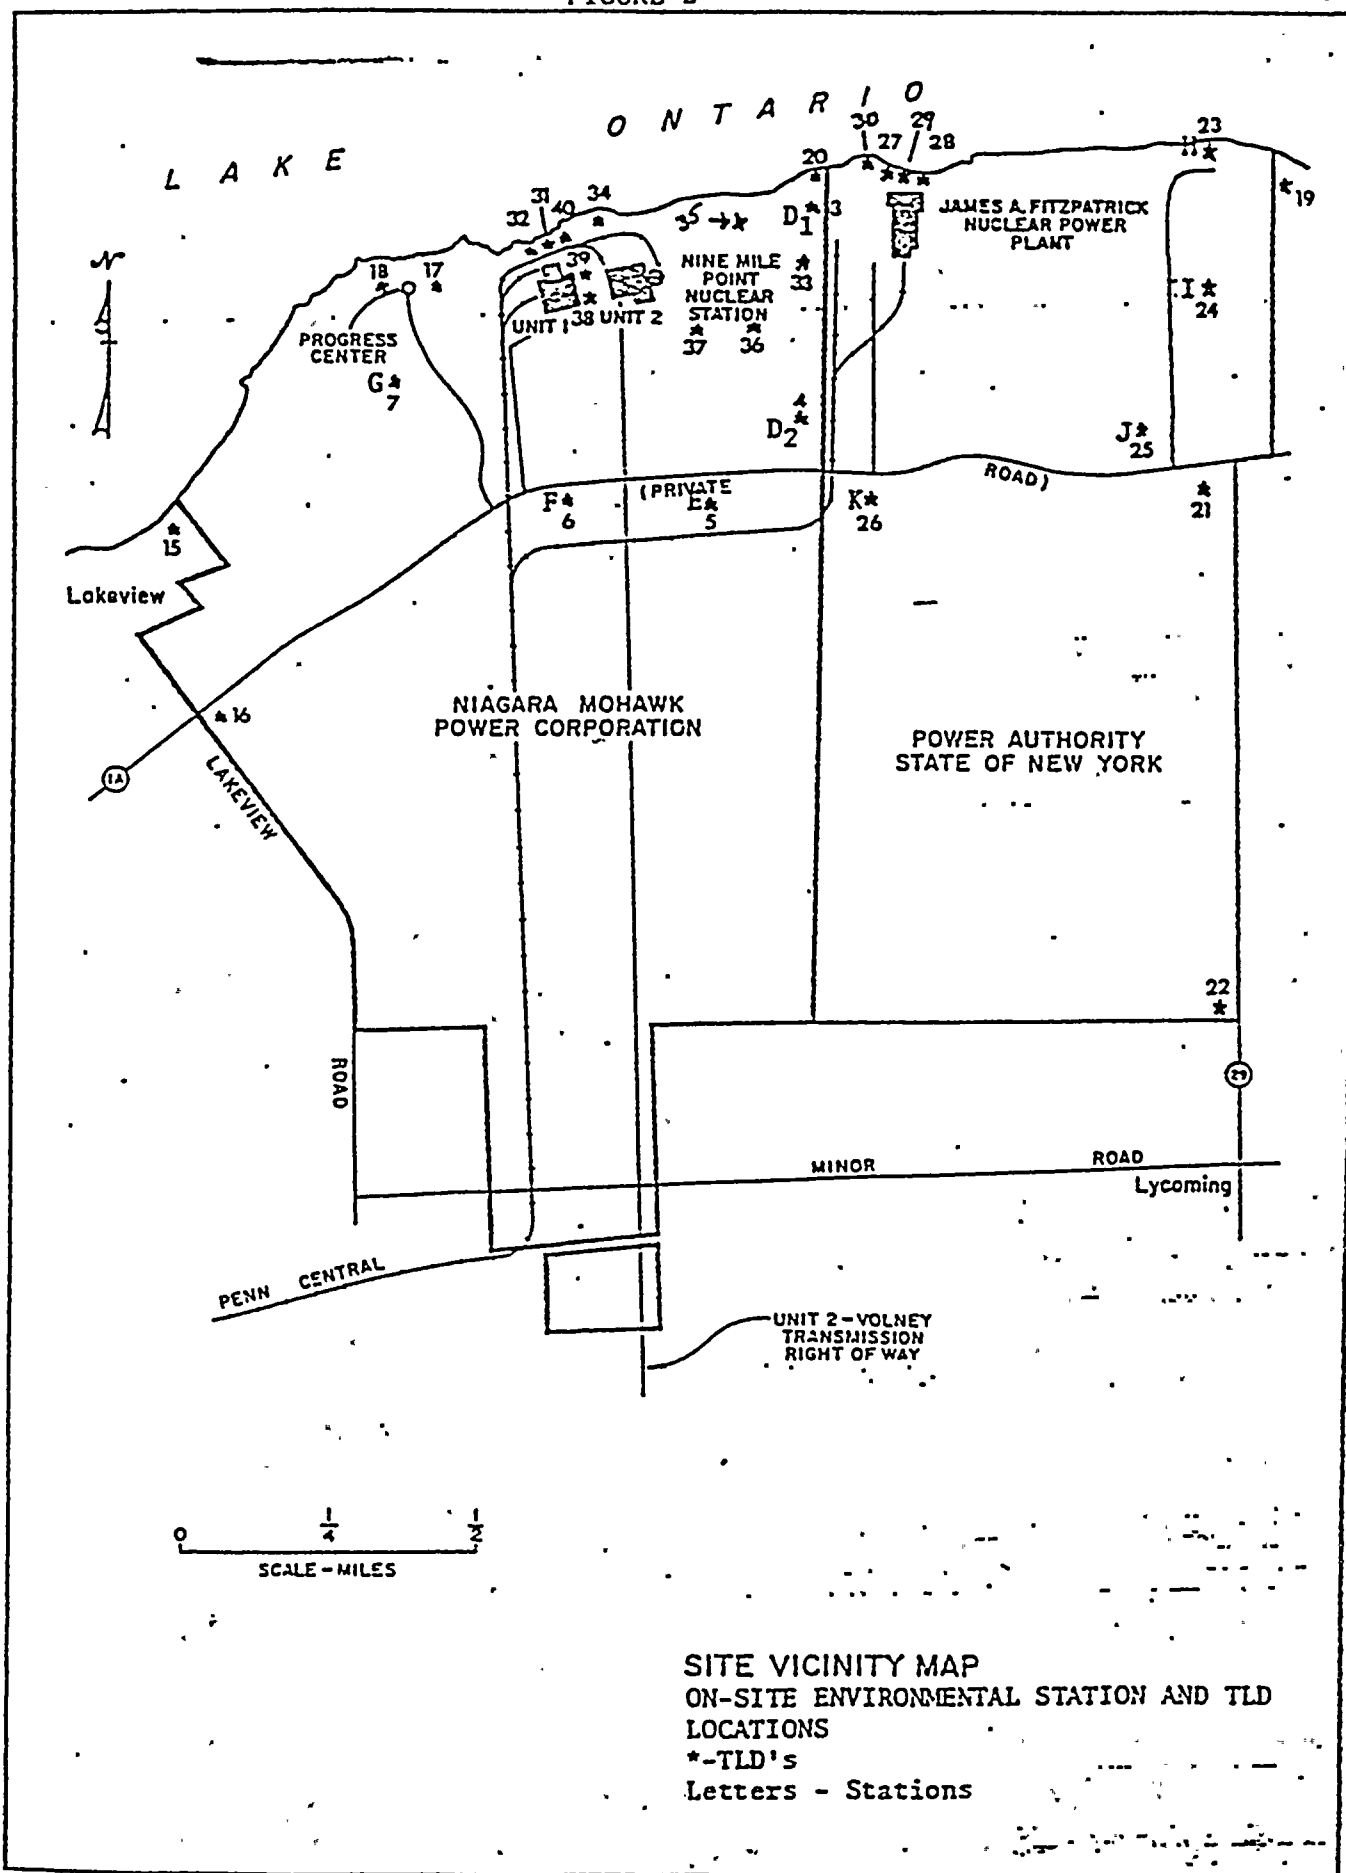 LAKE ONTARIO
30
29
27
28
23
H
20
19
31
34
40
32
35
D1
3
JAMES A. FITZPATRICK
NUCLEAR POWER
PLANT
N
18
17
39
NINE MILE
POINT
NUCLEAR
STATION
33
I
24
38
UNIT 1
UNIT 2
37
36
PROGRESS
CENTER
G
7
4
D2
J
25
(PRIVATE
ROAD)
F
6
E
5
K
26
21
15
Lakeview
16
NIAGARA MOHAWK
POWER CORPORATION
POWER AUTHORITY
STATE OF NEW YORK
1A
LAKEVIEW
ROAD
22
29
MINOR ROAD
Lycoming
PENN CENTRAL
UNIT 2-VOLNEY
TRANSMISSION
RIGHT OF WAY
0 1/4 1/2
SCALE-MILES
SITE VICINITY MAP
ON-SITE ENVIRONMENTAL STATION AND TLD
LOCATIONS
*-TLD's
Letters - Stations